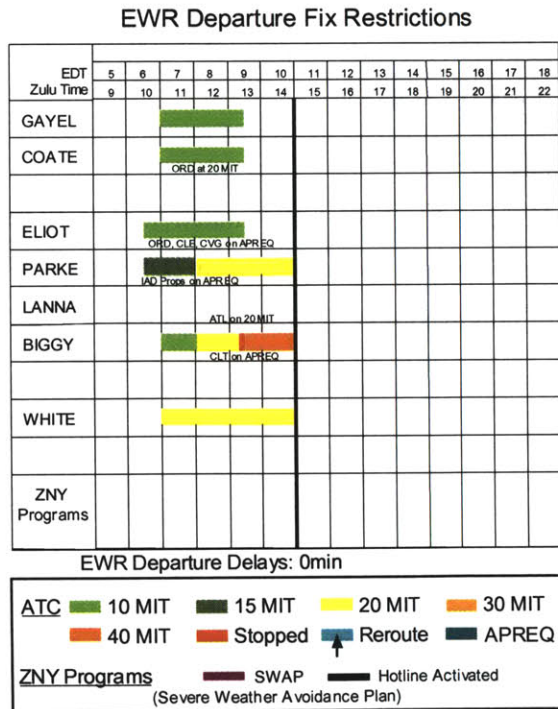 EWR Departure Fix Restrictions
EDT 5 6 7 8 9 10 11 12 13 14 15 16 17 18
Zulu Time 9 10 11 12 13 14 15 16 17 18 19 20 21 22
GAYEL
COATE
ORD at 20 MIT
ELIOT
ORD, CLE, CVG on APREQ
PARKE
IAD Props on APREQ
LANNA
ATL on 20 MIT
BIGGY
CLT on APREQ
WHITE
ZNY
Programs
EWR Departure Delays: 0min
ATC 10 MIT 15 MIT 20 MIT 30 MIT
40 MIT Stopped Reroute APREQ
ZNY Programs SWAP Hotline Activated
(Severe Weather Avoidance Plan)